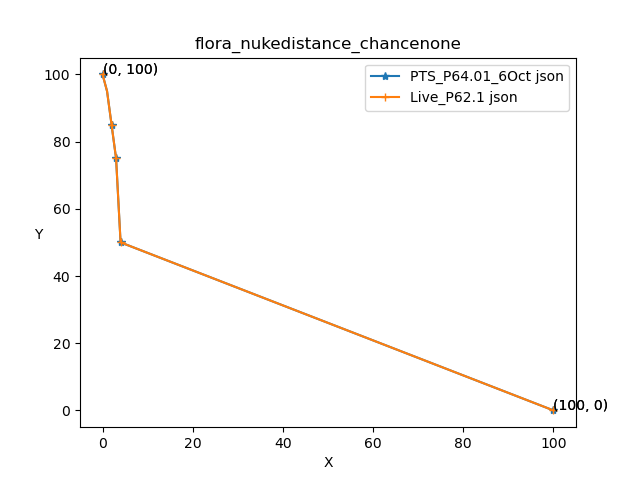 flora_nukedistance_chancenone
(0, 100)
PTS_P64.01_6Oct json
Live_P62.1 json
100
80
60
Y
40
20
(100, 0)
0
0 20 40 60 80 100
X